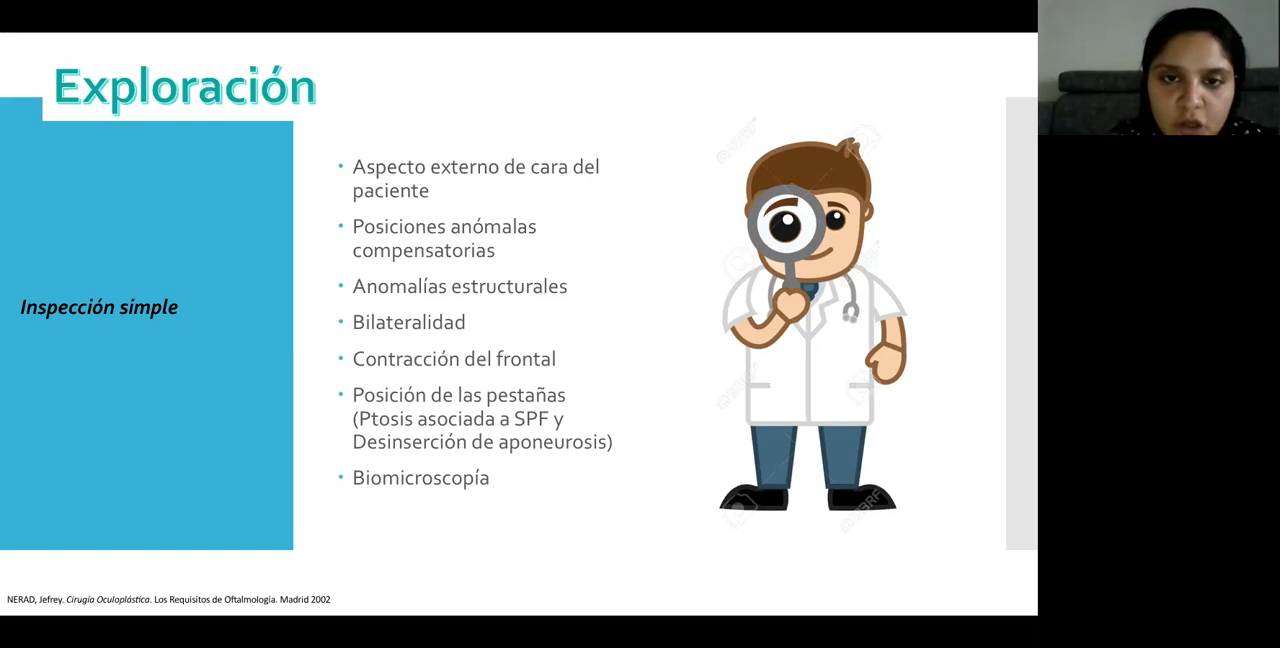 Exploración
Inspección simple
• Aspecto externo de cara del
paciente
• Posiciones anómalas
compensatorias
• Anomalías estructurales
• Bilateralidad
• Contracción del frontal
• Posición de las pestañas
(Ptosis asociada a SPF y
Desinserción de aponeurosis)
• Biomicroscopía
NERAD, Jefrey. Cirugía Oculoplástica. Los Requisitos de Oftalmología. Madrid 2002